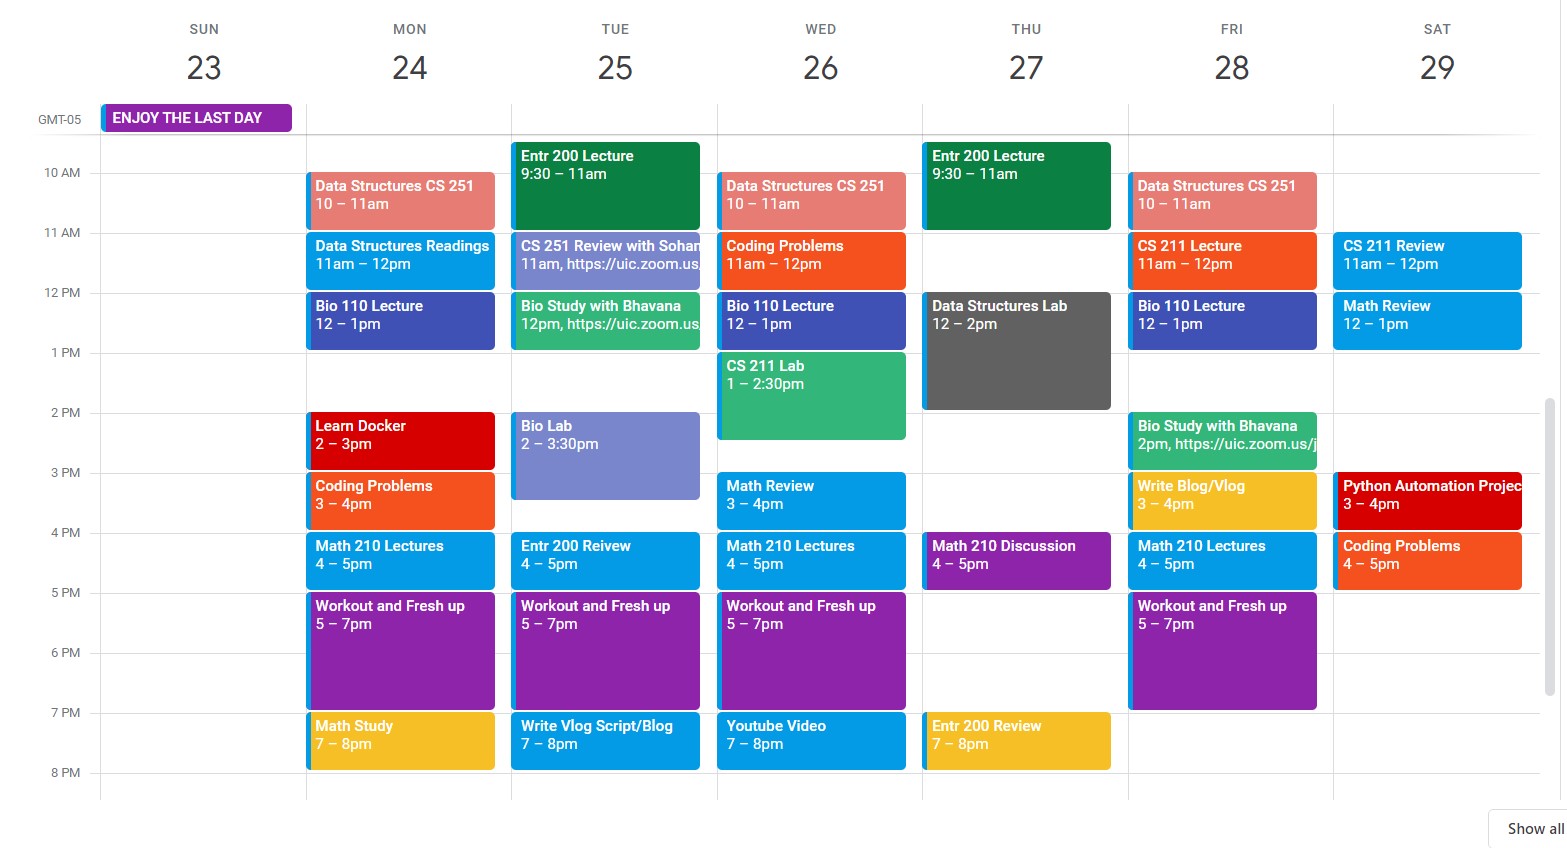 SUN
23
MON
24
TUE
25
WED
26
THU
27
FRI
28
SAT
29
GMT-05
ENJOY THE LAST DAY
10 AM
11 AM
12 PM
1 PM
2 PM
3 PM
4 PM
5 PM
6 PM
7 PM
8 PM
Data Structures CS 251
10 – 11am
Data Structures Readings
11am – 12pm
Bio 110 Lecture
12 – 1pm
Learn Docker
2 – 3pm
Coding Problems
3 – 4pm
Math 210 Lectures
4 – 5pm
Workout and Fresh up
5 – 7pm
Math Study
7 – 8pm
Entr 200 Lecture
9:30 – 11am
CS 251 Review with Sohan
11am, https://uic.zoom.us,
Bio Study with Bhavana
12pm, https://uic.zoom.us,
Bio Lab
2 – 3:30pm
Entr 200 Reivew
4 – 5pm
Workout and Fresh up
5 – 7pm
Write Vlog Script/Blog
7 – 8pm
Data Structures CS 251
10 – 11am
Coding Problems
11am – 12pm
Bio 110 Lecture
12 – 1pm
CS 211 Lab
1 – 2:30pm
Math Review
3 – 4pm
Math 210 Lectures
4 – 5pm
Workout and Fresh up
5 – 7pm
Youtube Video
7 – 8pm
Entr 200 Lecture
9:30 – 11am
Data Structures Lab
12 – 2pm
Math 210 Discussion
4 – 5pm
Entr 200 Review
7 – 8pm
Data Structures CS 251
10 – 11am
CS 211 Lecture
11am – 12pm
Bio 110 Lecture
12 – 1pm
Bio Study with Bhavana
2pm, https://uic.zoom.us/j
Write Blog/Vlog
3 – 4pm
Math 210 Lectures
4 – 5pm
Workout and Fresh up
5 – 7pm
CS 211 Review
11am – 12pm
Math Review
12 – 1pm
Python Automation Projec
3 – 4pm
Coding Problems
4 – 5pm
Show all